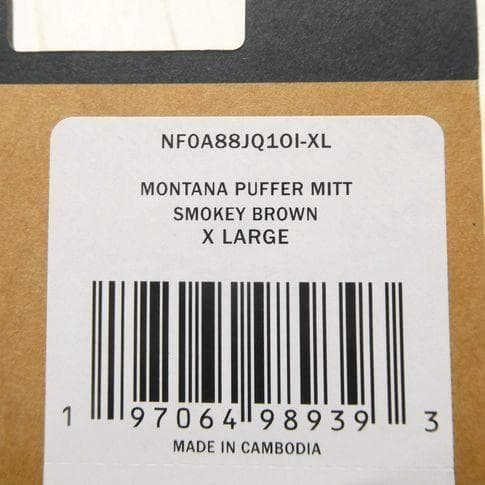 NF0A88JQ1OI-XL
MONTANA PUFFER MITT
SMOKEY BROWN
X LARGE
1 97064 98939 3
MADE IN CAMBODIA